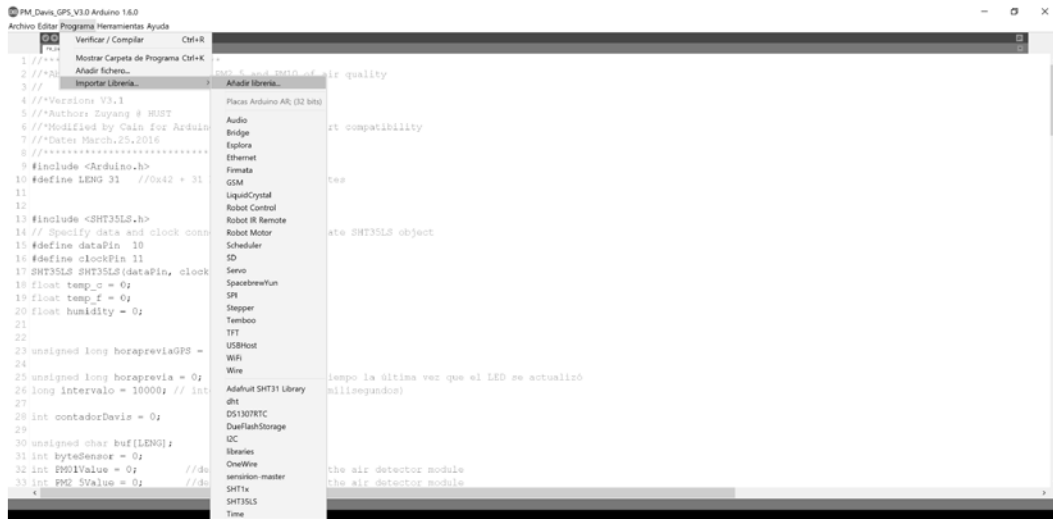 PM_Davis_GPS_V3.0 Arduino 1.6.0
Archivo Editar Programa Herramientas Ayuda
Verificar / Compilar Ctrl+R
Mostrar Carpeta de Programa Ctrl+K
Añadir fichero...
Importar Librería...
Añadir librería...
Placas Arduino AR; (32 bits)
Audio
Bridge
Esplora
Ethernet
Firmata
GSM
LiquidCrystal
Robot Control
Robot IR Remote
Robot Motor
Scheduler
SD
Servo
SpacebrewYun
SPI
Stepper
Temboo
TFT
USBHost
WiFi
Wire
Adafruit SHT31 Library
dht
DS1307RTC
DueFlashStorage
I2C
libraries
OneWire
sensirion-master
SHT1x
SHT35LS
Time
1 //**
2 //*Ab PM2.5 and PM10 of air quality
3 //
4 //*Version: V3.1
5 //*Author: Zuyang @ HUST
6 //*Modified by Cain for Arduin rt compatibility
7 //*Date: March.25.2016
8 //****************************
9 #include <Arduino.h>
10 #define LENG 31 //0x42 + 31 tes
11
12
13 #include <SHT35LS.h>
14 // Specify data and clock conn ate SHT35LS object
15 #define dataPin 10
16 #define clockPin 11
17 SHT35LS SHT35LS(dataPin, clock
18 float temp_c = 0;
19 float temp_f = 0;
20 float humidity = 0;
21
22
23 unsigned long horapreviaGPS =
24
25 unsigned long horaprevia = 0; iempo la última vez que el LED se actualizó
26 long intervalo = 10000; // int milisegundos)
27
28 int contadorDavis = 0;
29
30 unsigned char buf[LENG];
31 int byteSensor = 0;
32 int PM01Value = 0; //de the air detector module
33 int PM2_5Value = 0; //de the air detector module